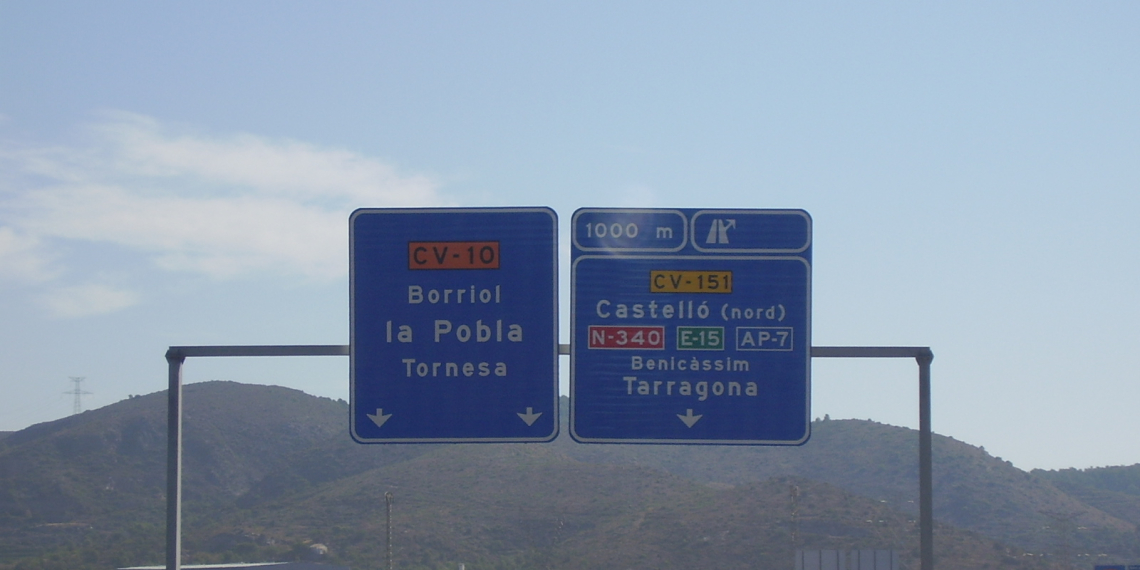 CV-10
Borriol
la Pobla
Tornesa
1000 m
CV-151
Castelló (nord)
N-340 E-15 AP-7
Benicàssim
Tarragona